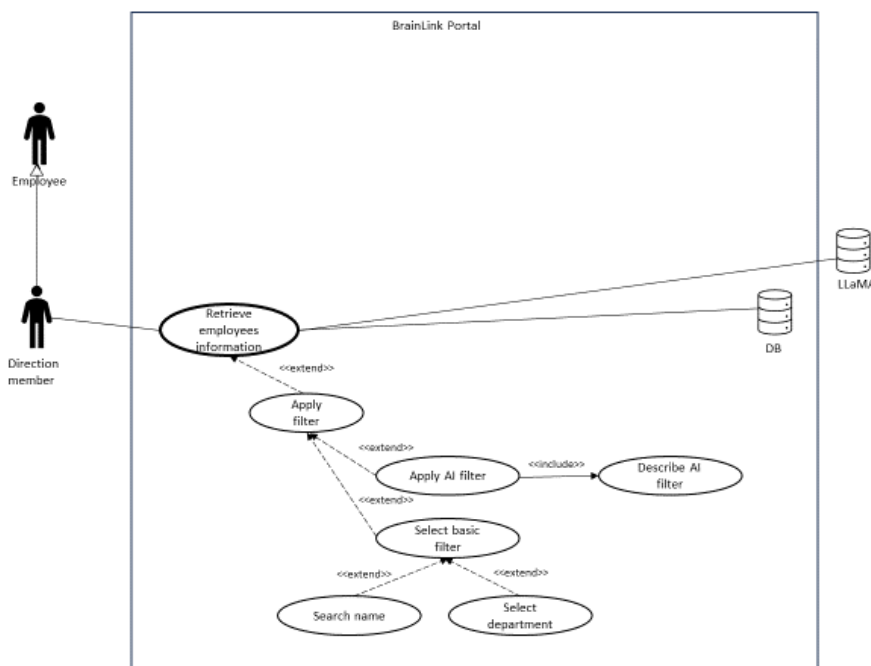 BrainLink Portal
Employee
LLaMA
Retrieve
employees
information
DB
Direction
member
<<extend>>
Apply
filter
<<extend>>
Apply AI filter
<<include>>
Describe AI
filter
<<extend>>
Select basic
filter
<<extend>>
<<extend>>
Search name
Select
department